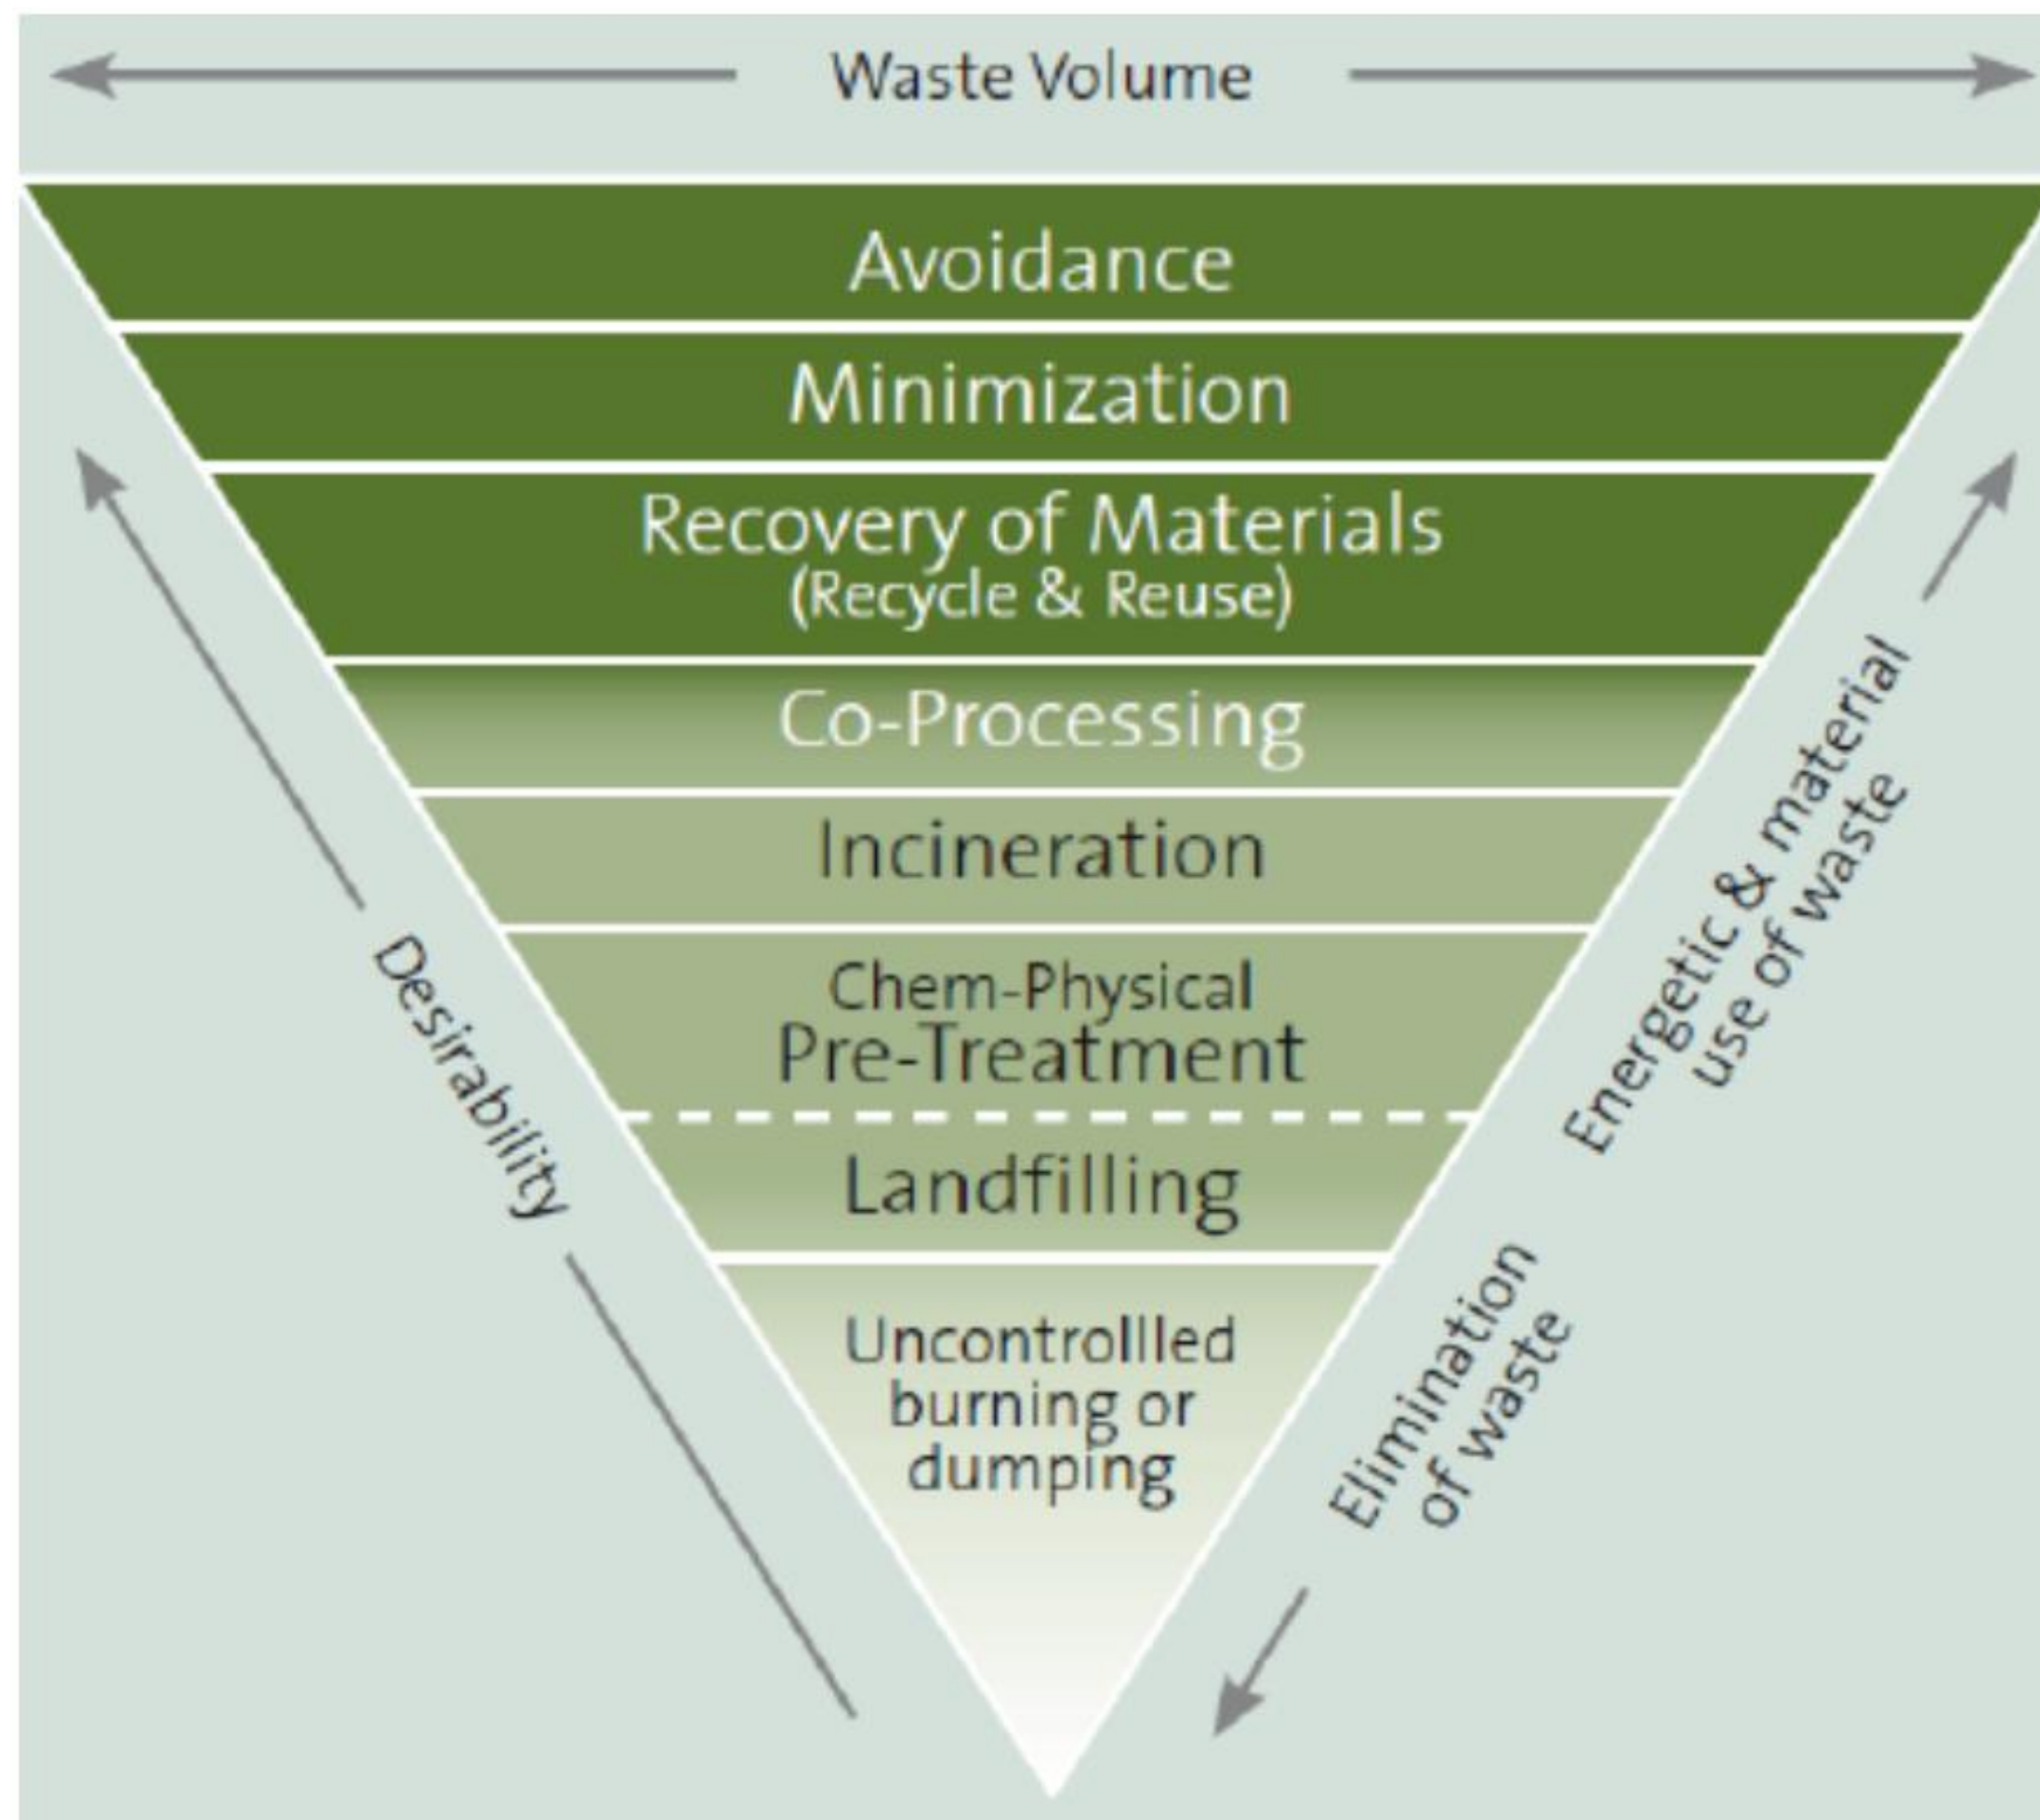 Waste Volume
Avoidance
Minimization
Recovery of Materials
(Recycle & Reuse)
Co-Processing
Incineration
Chem-Physical
Pre-Treatment
Landfilling
Uncontrollled
burning or
dumping
Desirability
Energetic & material
use of waste
Elimination
of waste